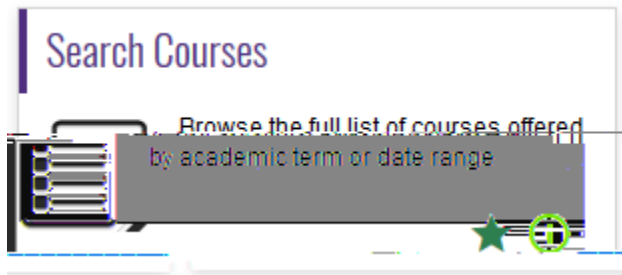 Search Courses
Browse the full list of courses offered
by academic term or date range